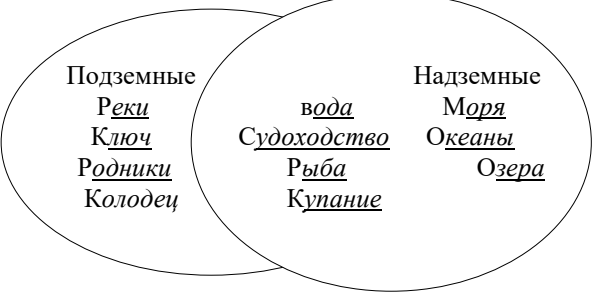 Подземные Надземные
Реки вода Моря
Ключ Судоходство Океаны
Родники Рыба Озера
Колодец Купание